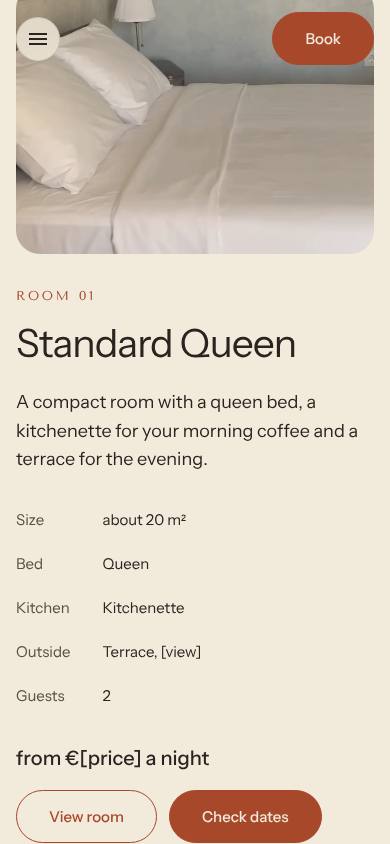 Book
ROOM 01
Standard Queen
A compact room with a queen bed, a
kitchenette for your morning coffee and a
terrace for the evening.
Size about 20 m²
Bed Queen
Kitchen Kitchenette
Outside Terrace, [view]
Guests 2
from €[price] a night
View room Check dates